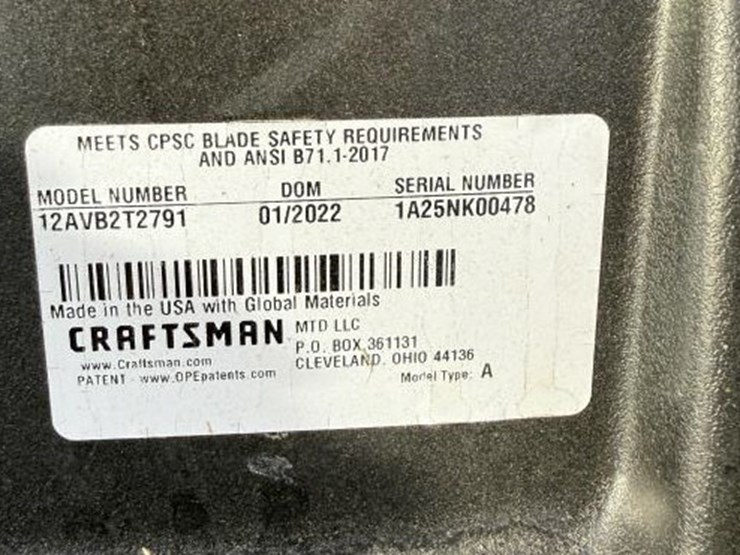 MEETS CPSC BLADE SAFETY REQUIREMENTS
AND ANSI B71.1-2017
MODEL NUMBER DOM SERIAL NUMBER
12AVB2T2791 01/2022 1A25NK00478
Made in the USA with Global Materials
CRAFTSMAN MTD LLC
P.O. BOX 361131
www.Craftsman.com CLEVELAND, OHIO 44136
PATENT - www.OPEpatents.com Model Type: A